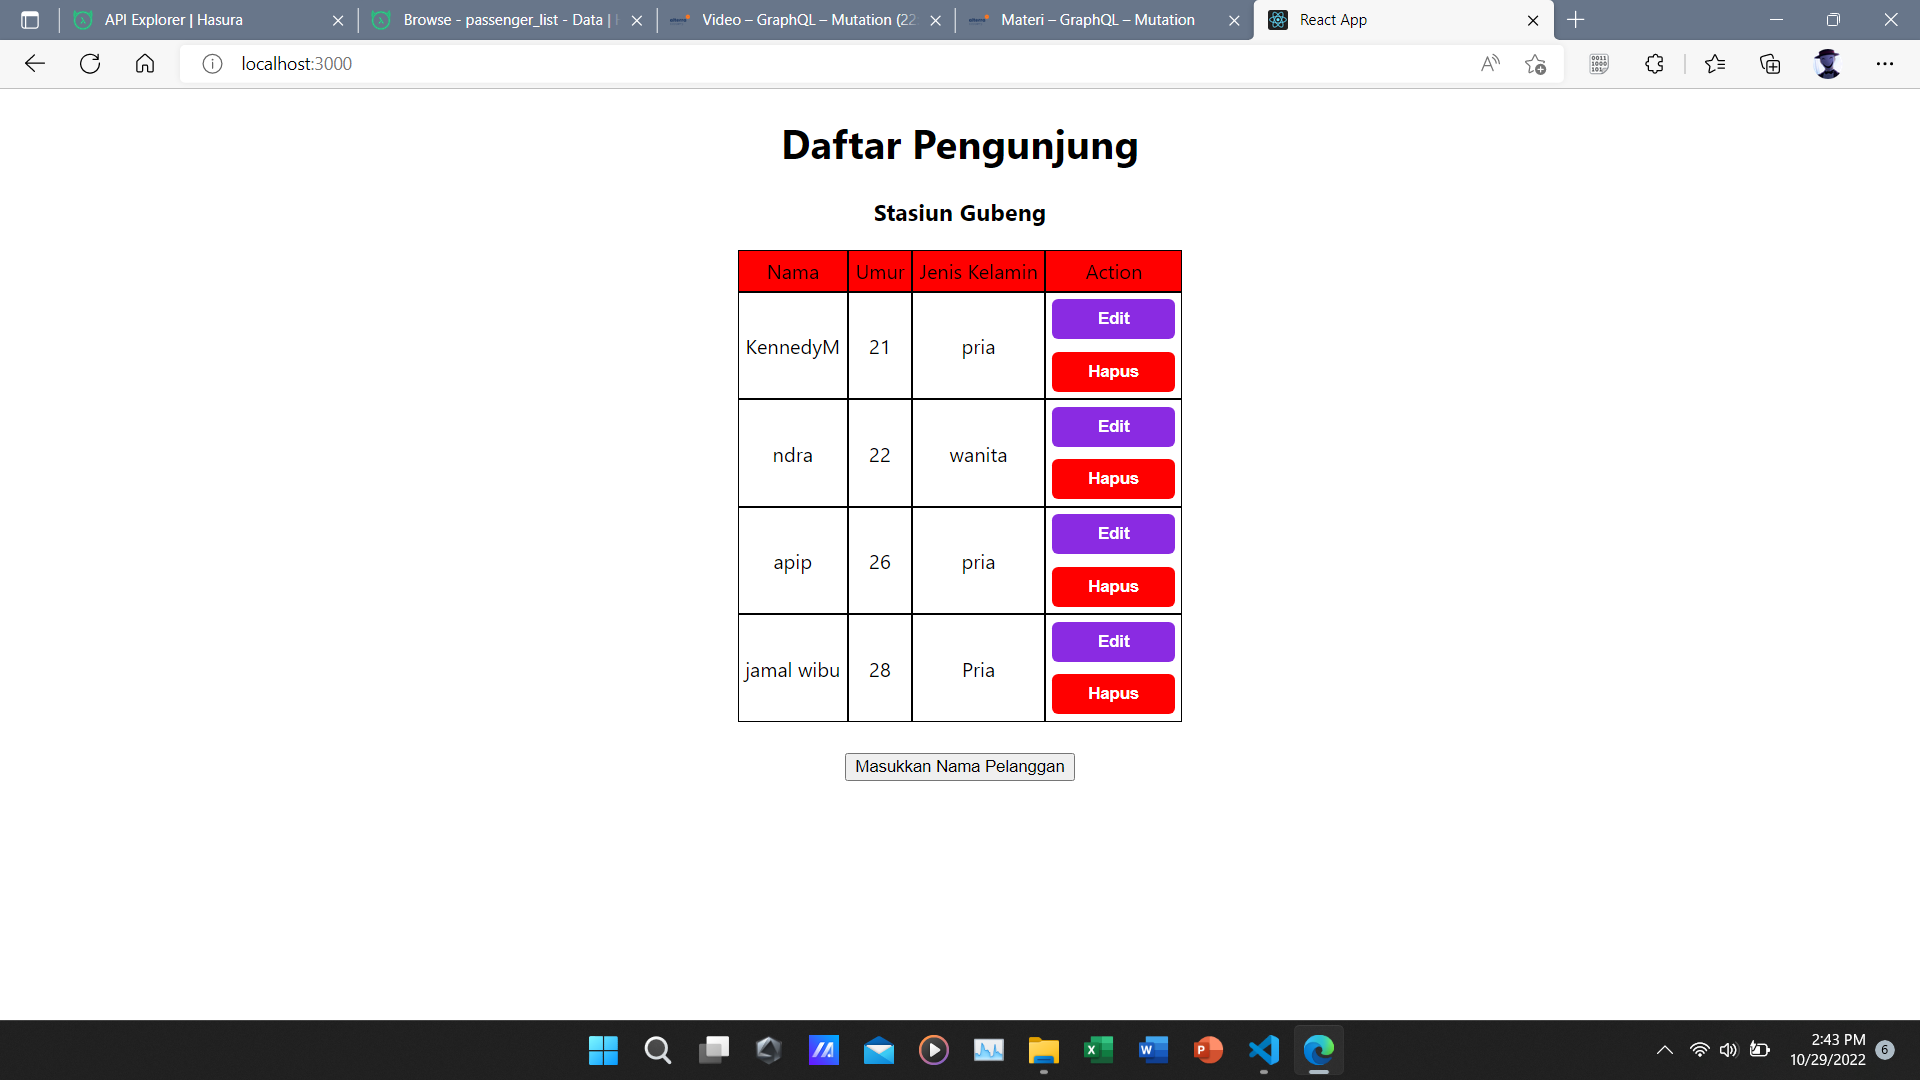 API Explorer | Hasura
Browse - passenger_list - Data |
Video – GraphQL – Mutation (22
Materi – GraphQL – Mutation
React App
localhost:3000
Daftar Pengunjung
Stasiun Gubeng
Nama Umur Jenis Kelamin Action
KennedyM 21 pria Edit Hapus
ndra 22 wanita Edit Hapus
apip 26 pria Edit Hapus
jamal wibu 28 Pria Edit Hapus
Masukkan Nama Pelanggan
2:43 PM
10/29/2022
6